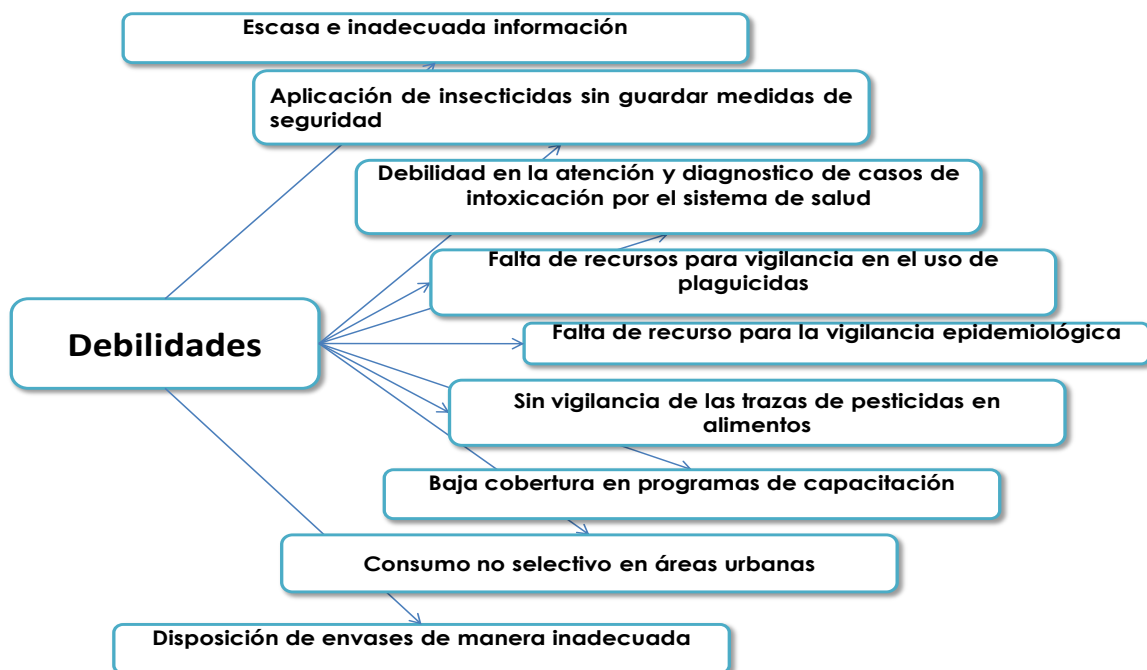 Escasa e inadecuada información
Aplicación de insecticidas sin guardar medidas de
seguridad
Debilidad en la atención y diagnostico de casos de
intoxicación por el sistema de salud
Falta de recursos para vigilancia en el uso de
plaguicidas
Debilidades
Falta de recurso para la vigilancia epidemiológica
Sin vigilancia de las trazas de pesticidas en
alimentos
Baja cobertura en programas de capacitación
Consumo no selectivo en áreas urbanas
Disposición de envases de manera inadecuada